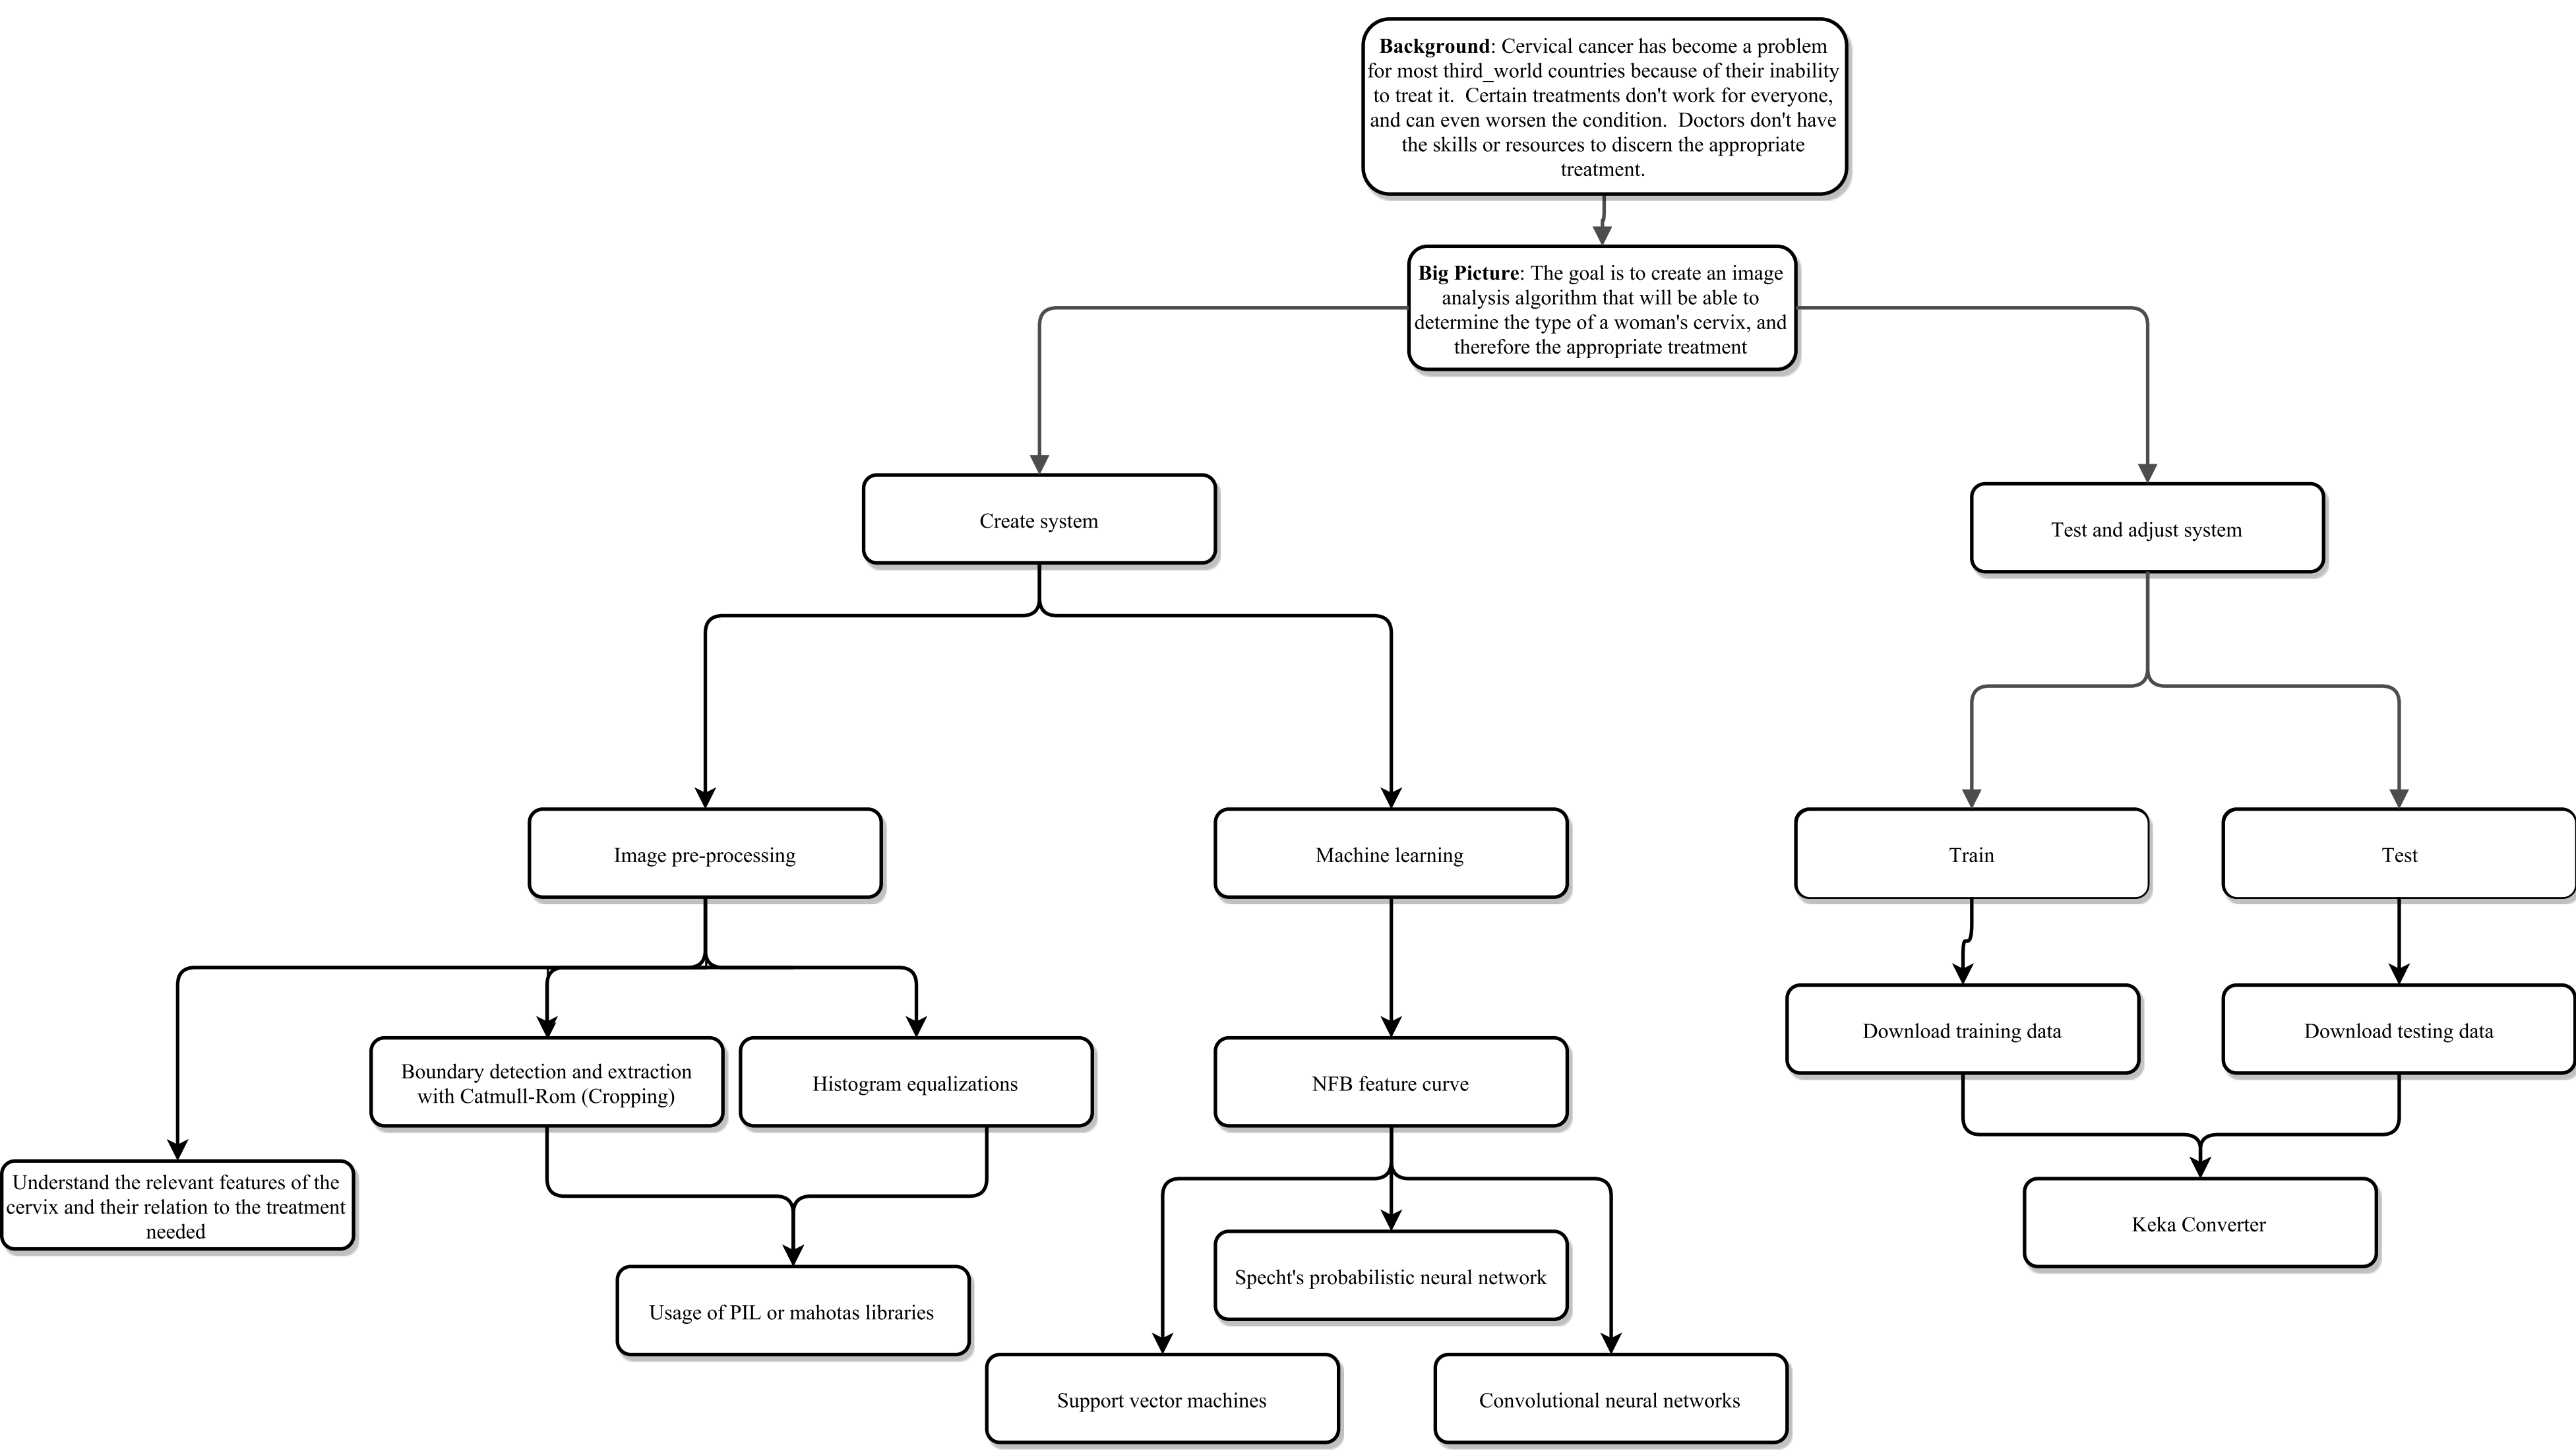 Background: Cervical cancer has become a problem
for most third_world countries because of their inability
to treat it.  Certain treatments don't work for everyone,
and can even worsen the condition.  Doctors don't have
the skills or resources to discern the appropriate
treatment.
Big Picture: The goal is to create an image
analysis algorithm that will be able to
determine the type of a woman's cervix, and
therefore the appropriate treatment
Create system
Test and adjust system
Image pre-processing
Machine learning
Train
Test
Download training data
Download testing data
Boundary detection and extraction
with Catmull-Rom (Cropping)
Histogram equalizations
NFB feature curve
Understand the relevant features of the
cervix and their relation to the treatment
needed
Keka Converter
Specht's probabilistic neural network
Usage of PIL or mahotas libraries
Support vector machines
Convolutional neural networks